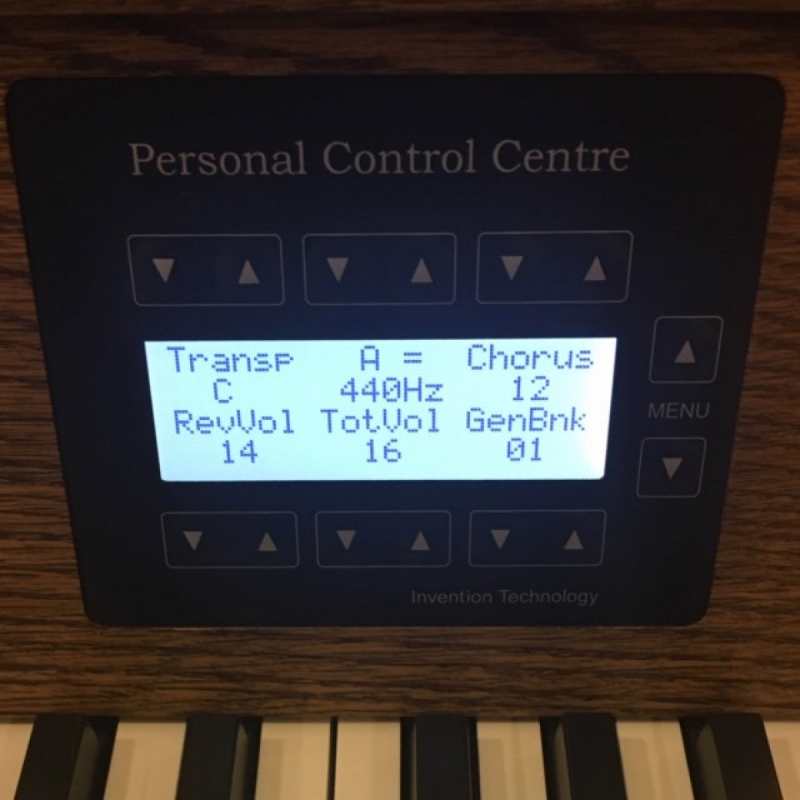 Personal Control Centre
Transp A = Chorus
C 440Hz 12
RevVol TotVol GenBnk
14 16 01
MENU
Invention Technology